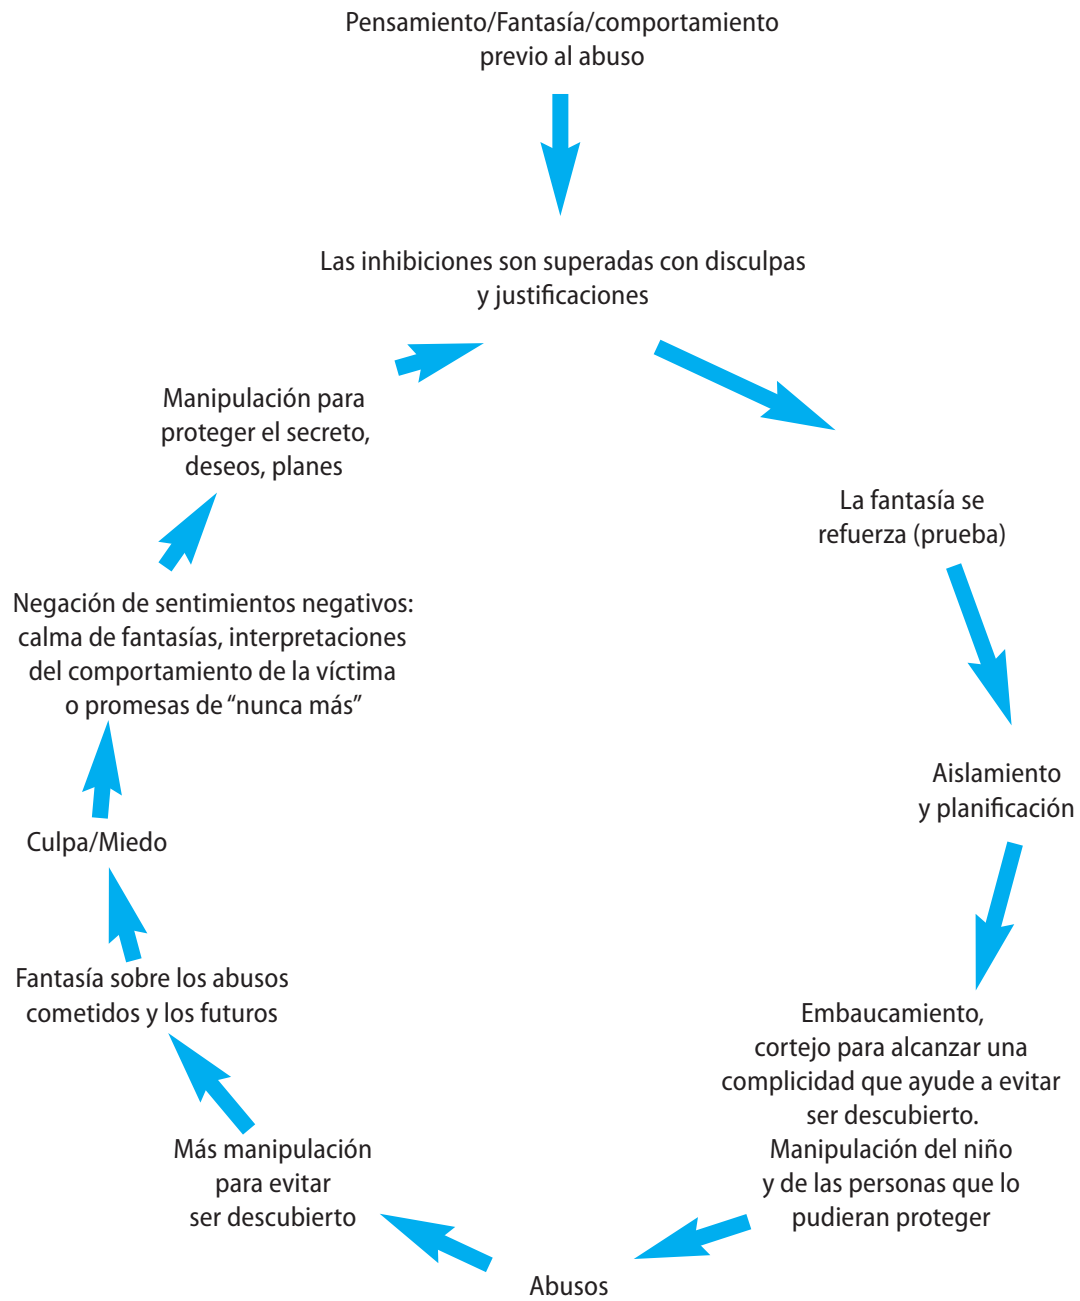 Pensamiento/Fantasía/comportamiento
previo al abuso
Las inhibiciones son superadas con disculpas
y justificaciones
La fantasía se
refuerza (prueba)
Aislamiento
y planificación
Embaucamiento,
cortejo para alcanzar una
complicidad que ayude a evitar
ser descubierto.
Manipulación del niño
y de las personas que lo
pudieran proteger
Abusos
Más manipulación
para evitar
ser descubierto
Fantasía sobre los abusos
cometidos y los futuros
Culpa/Miedo
Negación de sentimientos negativos:
calma de fantasías, interpretaciones
del comportamiento de la víctima
o promesas de “nunca más”
Manipulación para
proteger el secreto,
deseos, planes